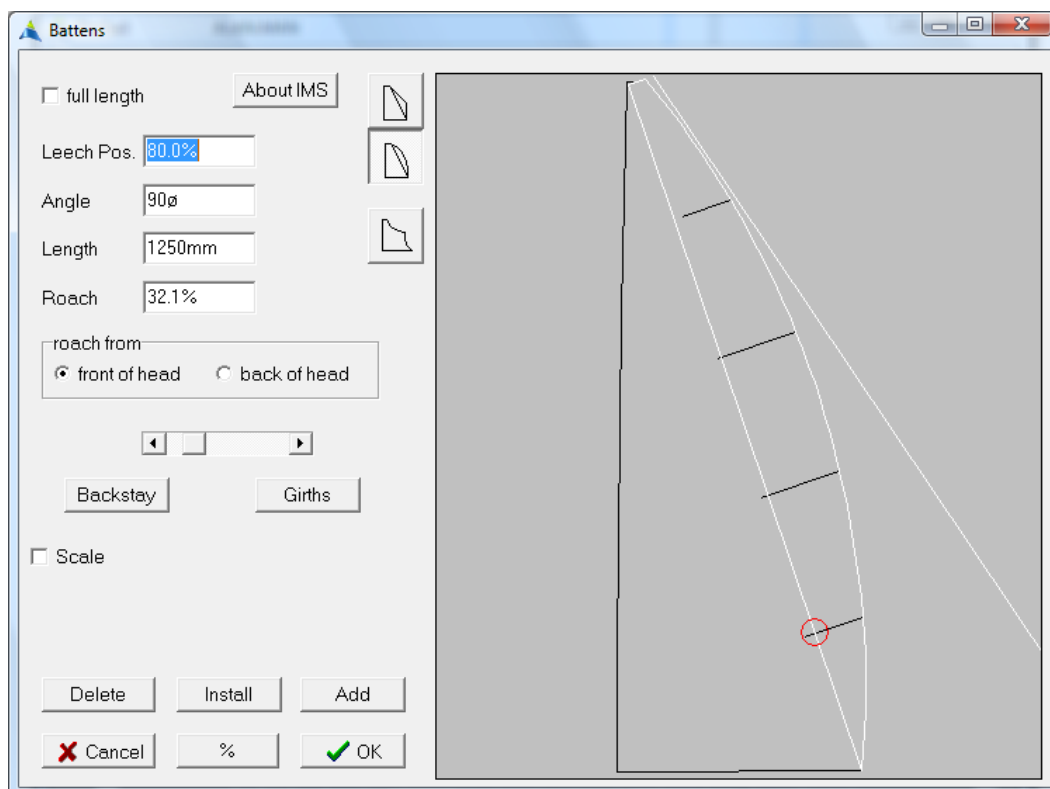 Battens
full length
About IMS
Leech Pos. 80.0%
Angle 90ø
Length 1250mm
Roach 32.1%
roach from
front of head back of head
Backstay Girths
Scale
Delete Install Add
Cancel % OK